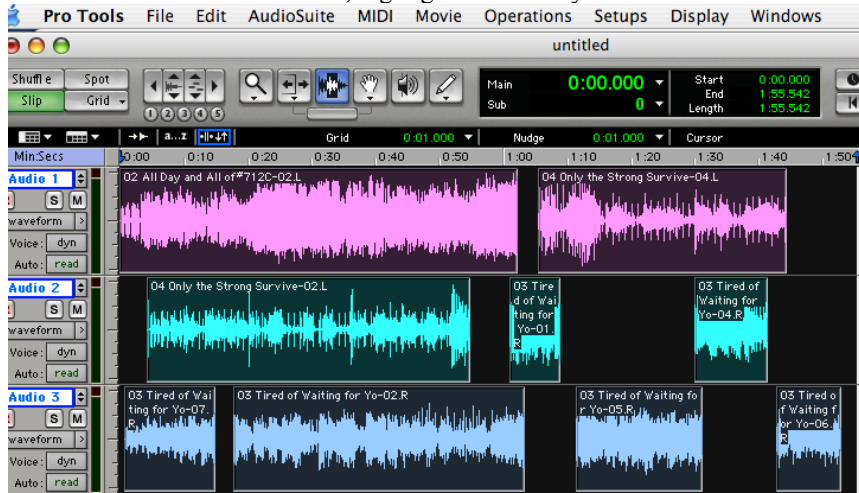 Pro Tools File Edit AudioSuite MIDI Movie Operations Setups Display Windows
untitled
Shuffle Spot
Slip Grid
1 2 3 4 5
Main 0:00.000
Sub 0
Start 0:00.000
End 1:55.542
Length 1:55.542
a...z
Grid 0:01.000 Nudge 0:01.000 Cursor
Min:Secs 0:00 0:10 0:20 0:30 0:40 0:50 1:00 1:10 1:20 1:30 1:40 1:50
Audio 1
S M
waveform
Voice: dyn
Auto: read
02 All Day and All of#712C-02.L
04 Only the Strong Survive-04.L
Audio 2
S M
waveform
Voice: dyn
Auto: read
04 Only the Strong Survive-02.L
03 Tire
d of Wai
ting for
Yo-01.
R
03 Tired of
Waiting for
Yo-04.R
Audio 3
S M
waveform
Voice: dyn
Auto: read
03 Tired of Wai
ting for Yo-07.
R
03 Tired of Waiting for Yo-02.R
03 Tired of Waiting fo
r Yo-05.R
03 Tired o
f Waiting f
or Yo-06.
R